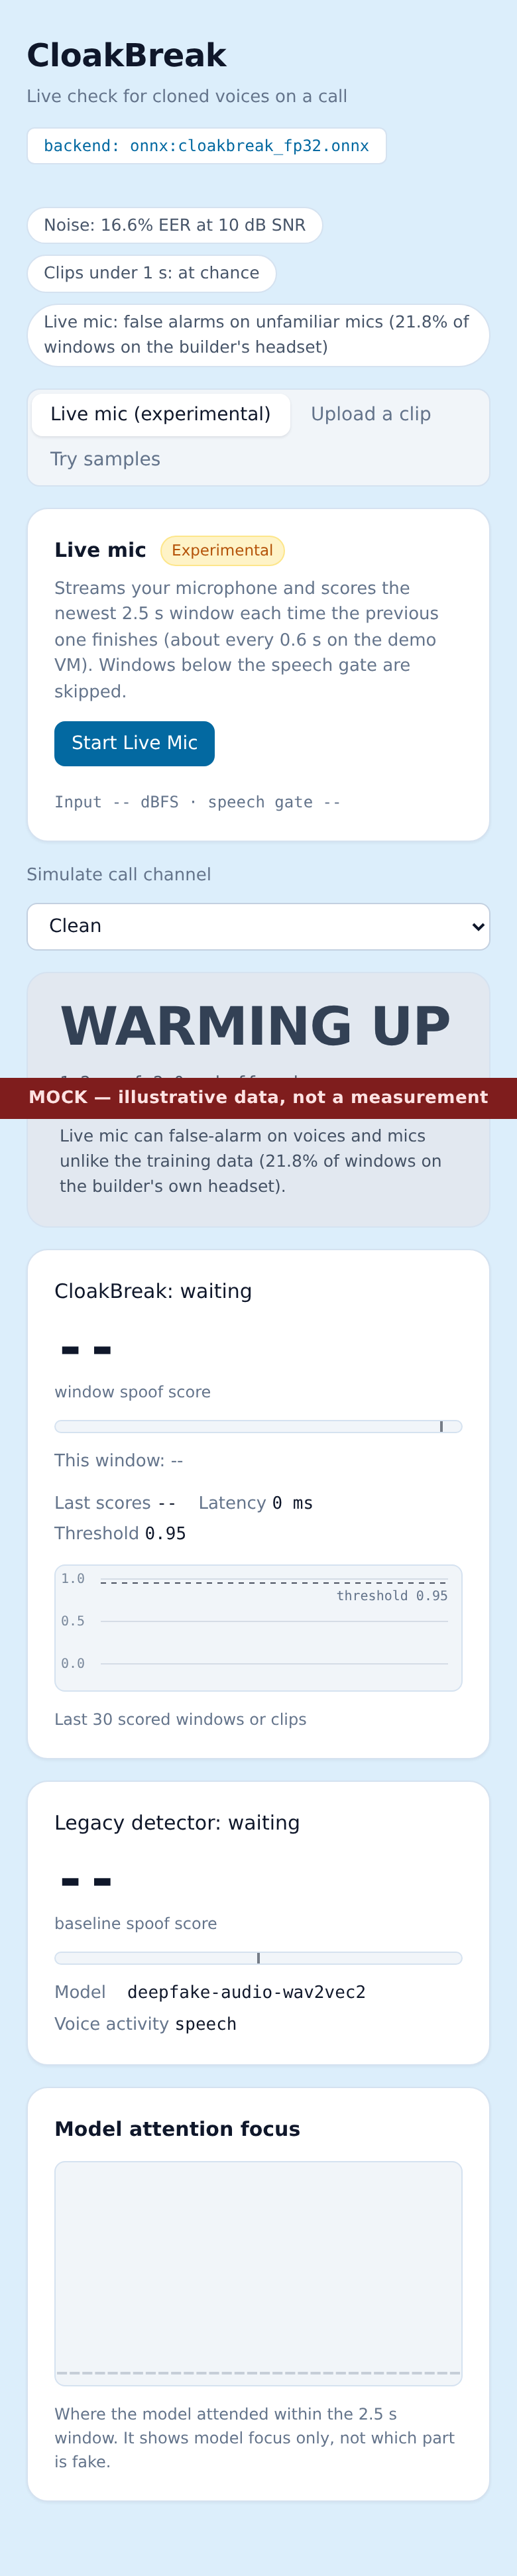 CloakBreak
Live check for cloned voices on a call
backend: onnx:cloakbreak_fp32.onnx
Noise: 16.6% EER at 10 dB SNR
Clips under 1 s: at chance
Live mic: false alarms on unfamiliar mics (21.8% of
windows on the builder's headset)
Live mic (experimental) Upload a clip
Try samples
Live mic Experimental
Streams your microphone and scores the
newest 2.5 s window each time the previous
one finishes (about every 0.6 s on the demo
VM). Windows below the speech gate are
skipped.
Start Live Mic
Input -- dBFS · speech gate --
Simulate call channel
Clean
WARMING UP
MOCK — illustrative data, not a measurement
Live mic can false-alarm on voices and mics
unlike the training data (21.8% of windows on
the builder's own headset).
CloakBreak: waiting
--
window spoof score
This window: --
Last scores -- Latency 0 ms
Threshold 0.95
1.0
threshold 0.95
0.5
0.0
Last 30 scored windows or clips
Legacy detector: waiting
--
baseline spoof score
Model deepfake-audio-wav2vec2
Voice activity speech
Model attention focus
Where the model attended within the 2.5 s
window. It shows model focus only, not which part
is fake.